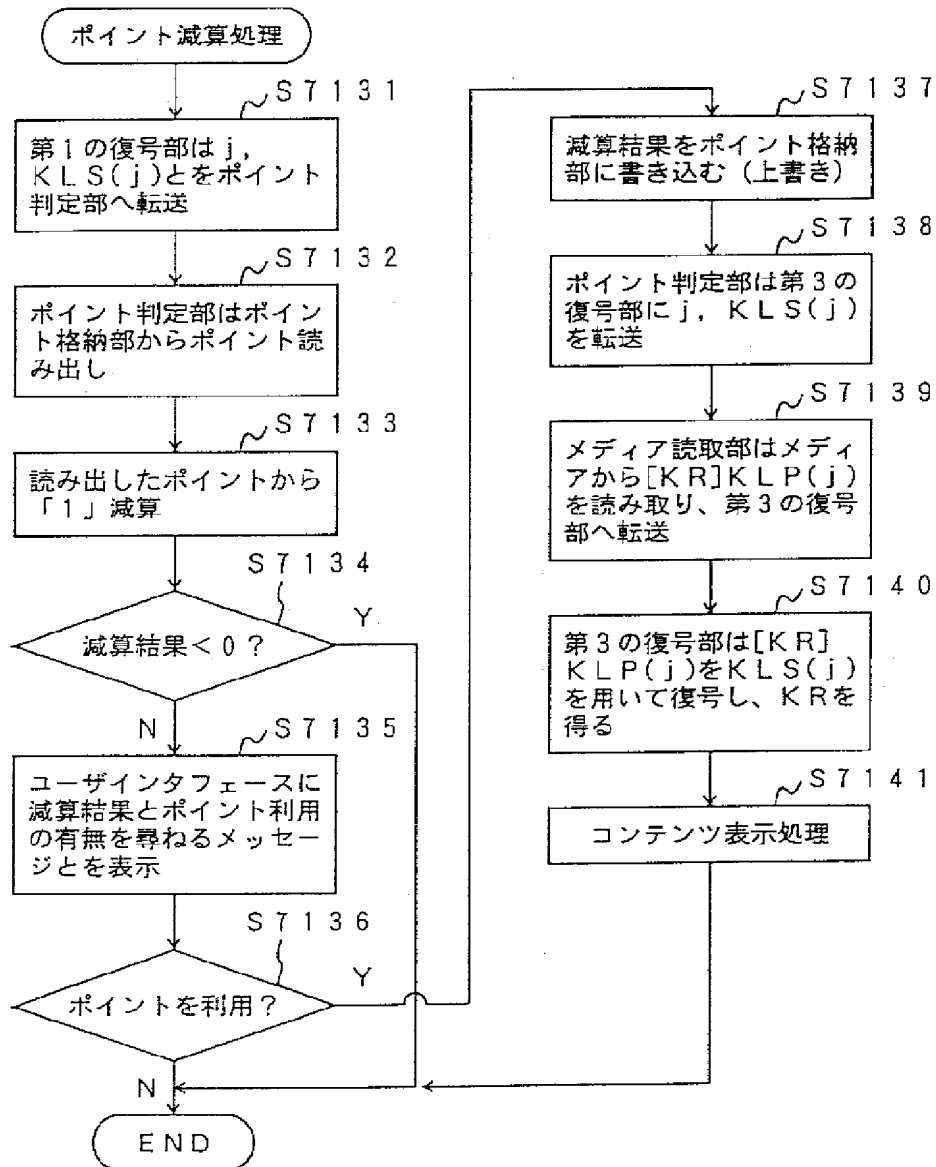 ポイント減算処理
S7131
第1の復号部はj,
KLS(j)とをポイント
判定部へ転送
S7132
ポイント判定部はポイン
ト格納部からポイント読
み出し
S7133
読み出したポイントから
「1」減算
S7134
減算結果<0?
Y
N
S7135
ユーザインタフェースに
減算結果とポイント利用
の有無を尋ねるメッセー
ジとを表示
S7136
ポイントを利用?
Y
N
END
S7137
減算結果をポイント格納
部に書き込む(上書き)
S7138
ポイント判定部は第3の
復号部にj, KLS(j)
を転送
S7139
メディア読取部はメディ
アから[KR]KLP(j)
を読み取り、第3の復号
部へ転送
S7140
第3の復号部は[KR]
KLP(j)をKLS(j)
を用いて復号し、KRを
得る
S7141
コンテンツ表示処理